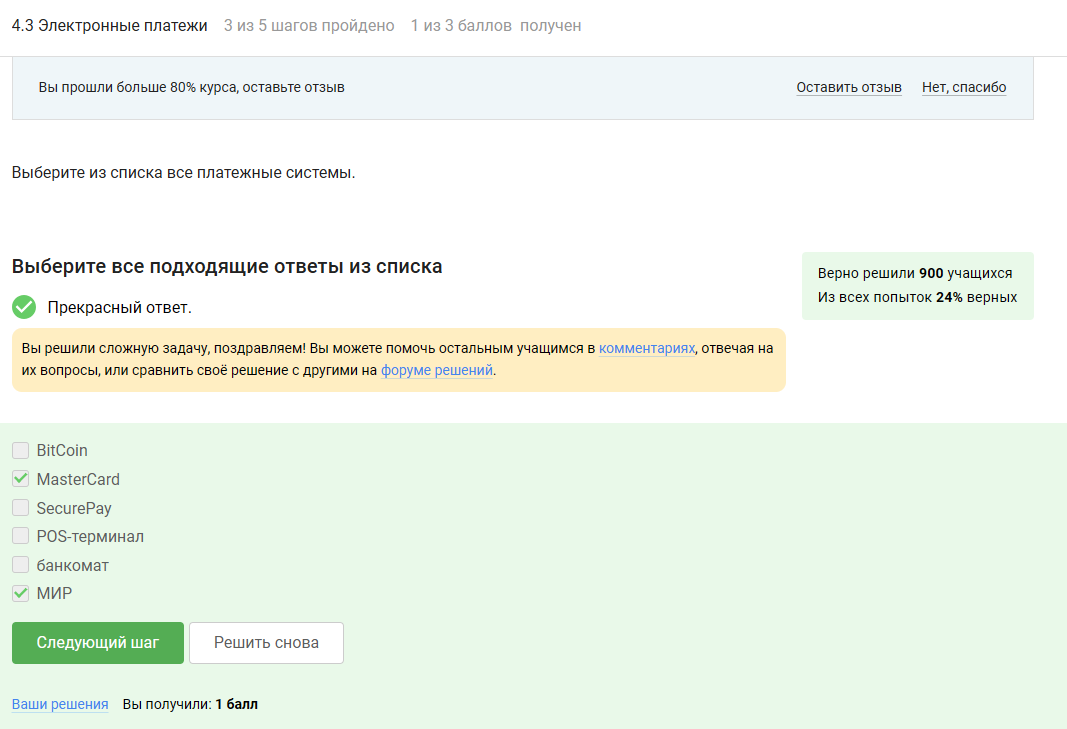 4.3 Электронные платежи 3 из 5 шагов пройдено 1 из 3 баллов получен
Вы прошли больше 80% курса, оставьте отзыв Оставить отзыв Нет, спасибо
Выберите из списка все платежные системы.
Выберите все подходящие ответы из списка
Верно решили 900 учащихся
Из всех попыток 24% верных
Прекрасный ответ.
Вы решили сложную задачу, поздравляем! Вы можете помочь остальным учащимся в комментариях, отвечая на
их вопросы, или сравнить своё решение с другими на форуме решений.
BitCoin
MasterCard
SecurePay
POS-терминал
банкомат
МИР
Следующий шаг Решить снова
Ваши решения Вы получили: 1 балл